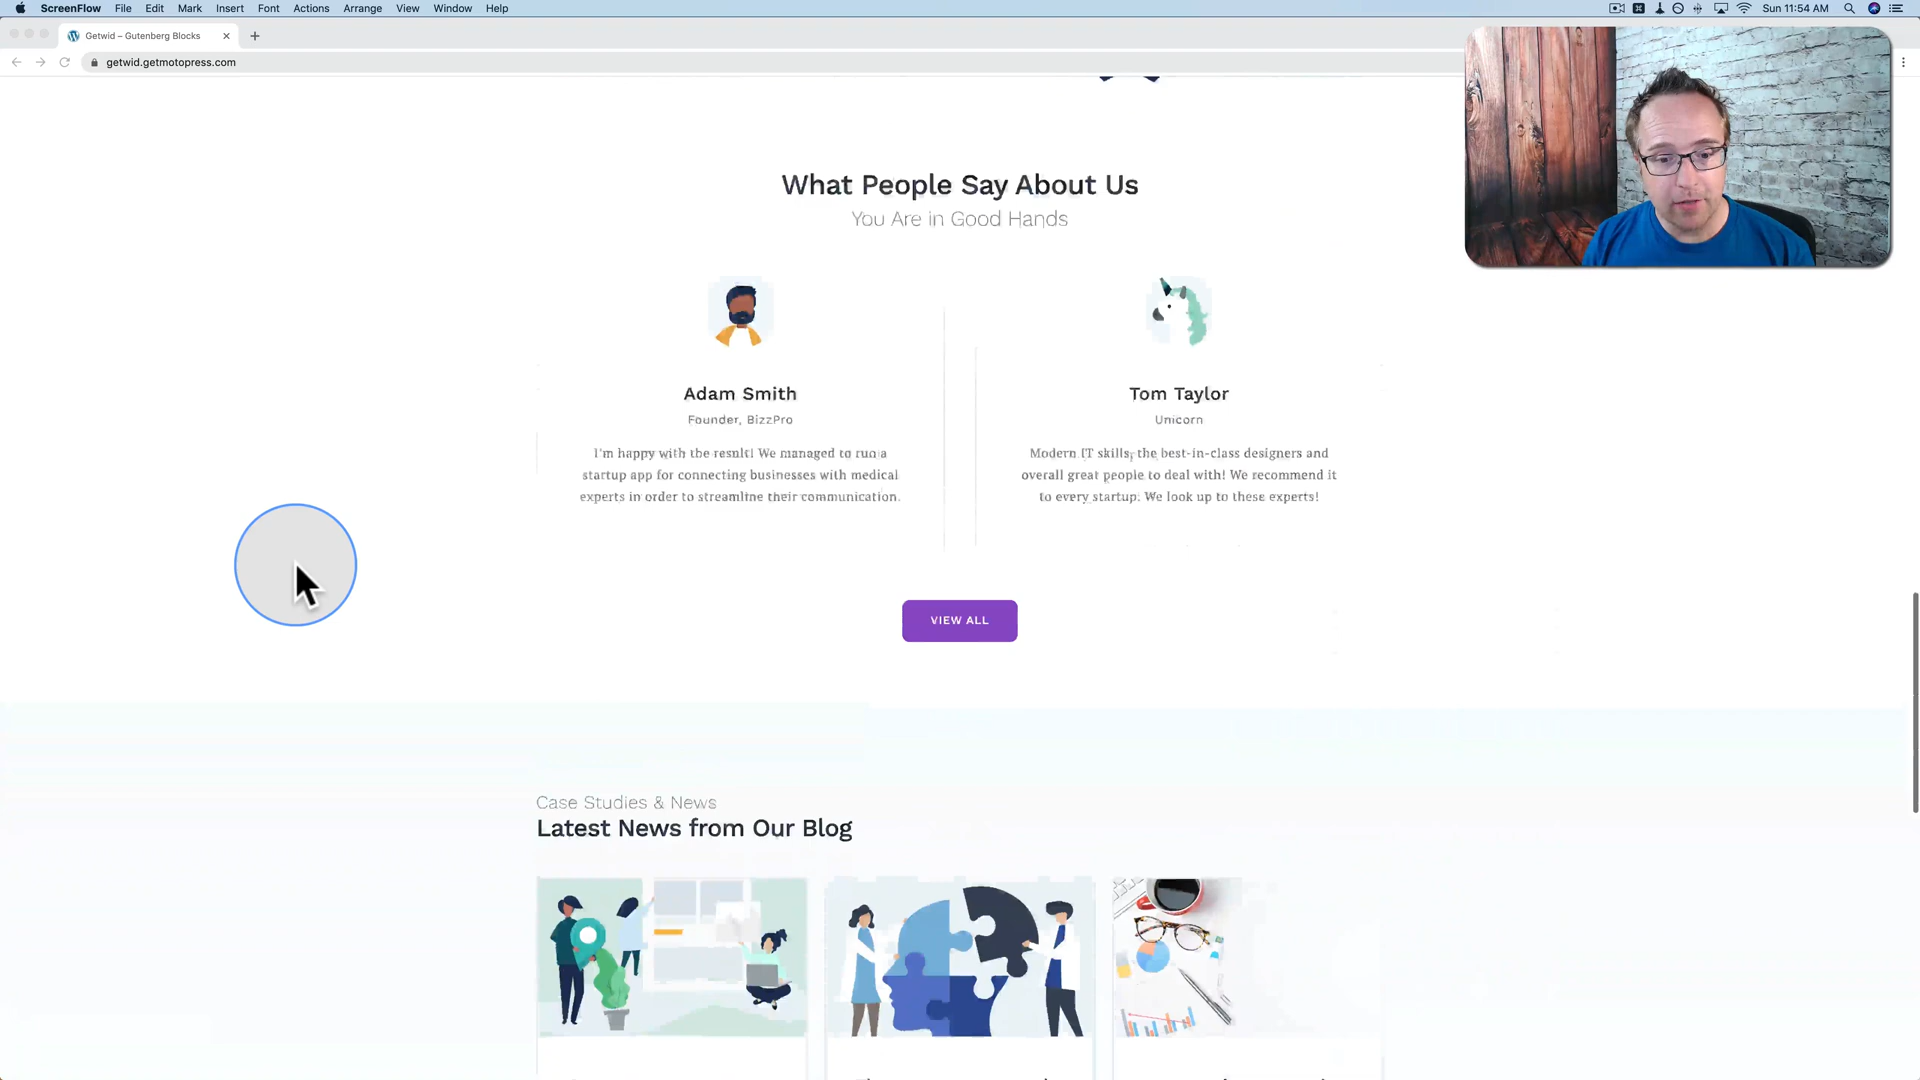 ScreenFlow File Edit Mark Insert Font Actions Arrange View Window Help Sun 11:54 AM
Getwid – Gutenberg Blocks
getwid.getmotopress.com
What People Say About Us
You Are in Good Hands
Adam Smith
Founder, BizzPro
I'm happy with the result! We managed to run a
startup app for connecting businesses with medical
experts in order to streamline their communication.
Tom Taylor
Unicorn
Modern IT skills, the best-in-class designers and
overall great people to deal with! We recommend it
to every startup. We look up to these experts!
VIEW ALL
Case Studies & News
Latest News from Our Blog